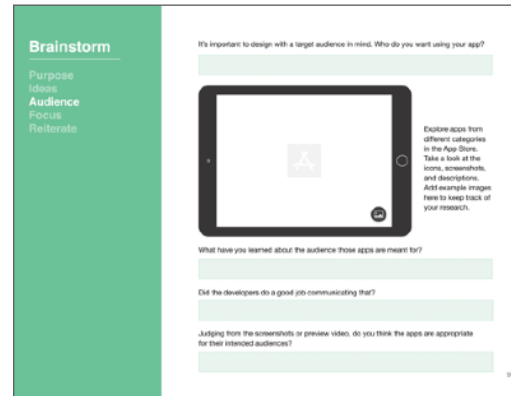 Brainstorm
Purpose
Ideas
Audience
Focus
Reiterate
It's important to design with a target audience in mind. Who do you want using your app?
Explore apps from
different categories
in the App Store.
Take a look at the
icons, screenshots,
and descriptions.
Add example images
here to keep track of
your research.
What have you learned about the audience those apps are meant for?
Did the developers do a good job communicating that?
Judging from the screenshots or preview video, do you think the apps are appropriate
for their intended audiences?